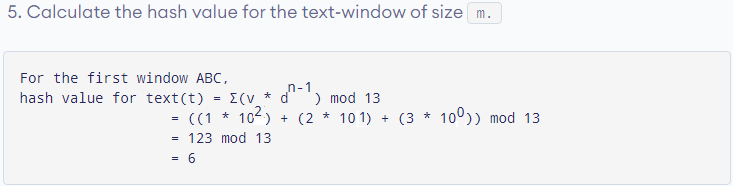 5. Calculate the hash value for the text-window of size m.
For the first window ABC,
hash value for text(t) = Σ(v * dⁿ⁻¹) mod 13
= ((1 * 10²) + (2 * 10 1) + (3 * 10⁰)) mod 13
= 123 mod 13
= 6